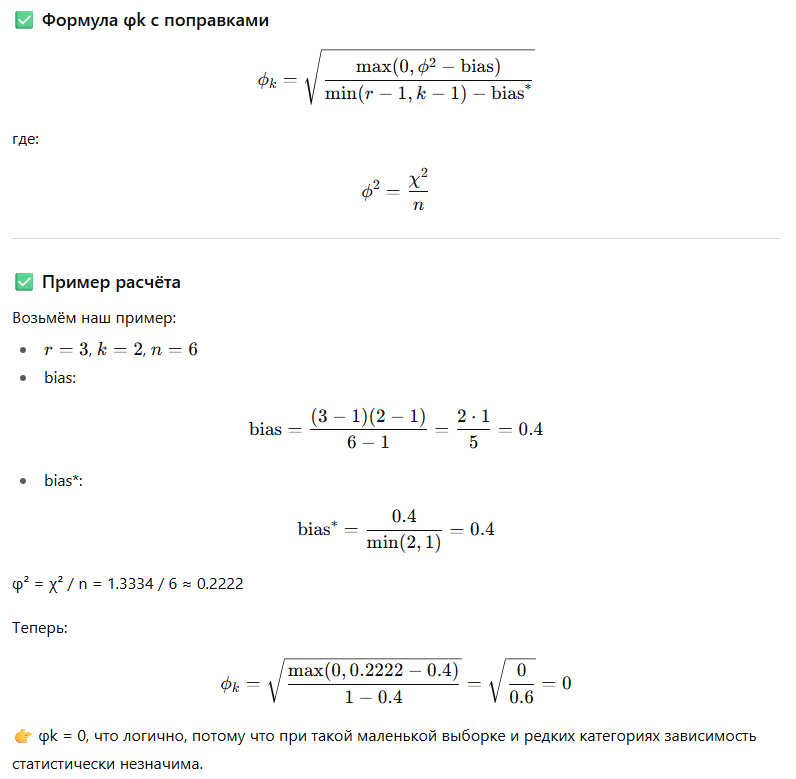 ✅ Формула φk с поправками
ϕₖ = √(max(0, ϕ² − bias) / (min(r − 1, k − 1) − bias*))
где:
ϕ² = χ² / n
✅ Пример расчёта
Возьмём наш пример:
• r = 3, k = 2, n = 6
• bias:
bias = (3 − 1)(2 − 1) / (6 − 1) = 2 · 1 / 5 = 0.4
• bias*:
bias* = 0.4 / min(2, 1) = 0.4
φ² = χ² / n = 1.3334 / 6 ≈ 0.2222
Теперь:
ϕₖ = √(max(0, 0.2222 − 0.4) / (1 − 0.4)) = √(0 / 0.6) = 0
👉 φk = 0, что логично, потому что при такой маленькой выборке и редких категориях зависимость
статистически незначима.